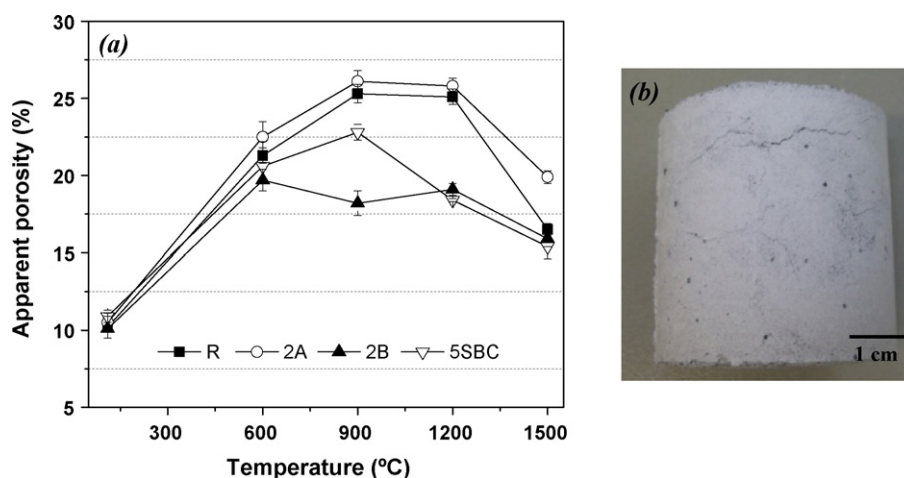 (a)
Apparent porosity (%)
30
25
20
15
10
5
R 2A 2B 5SBC
300 600 900 1200 1500
Temperature (ºC)
(b)
1 cm